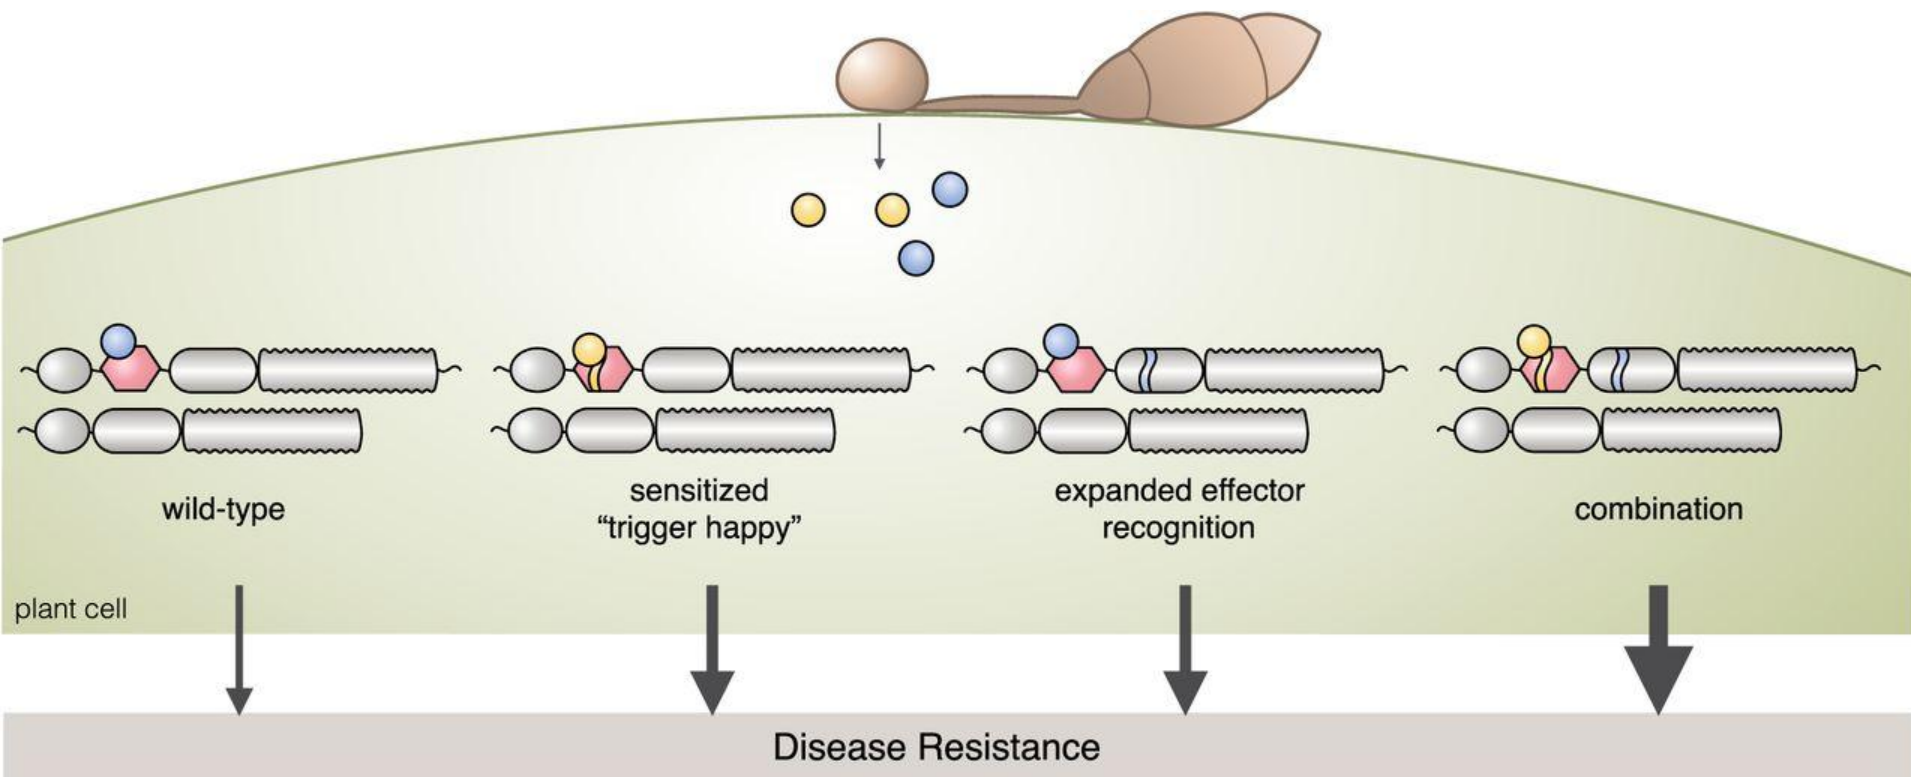 wild-type
sensitized
“trigger happy”
expanded effector
recognition
combination
plant cell
Disease Resistance